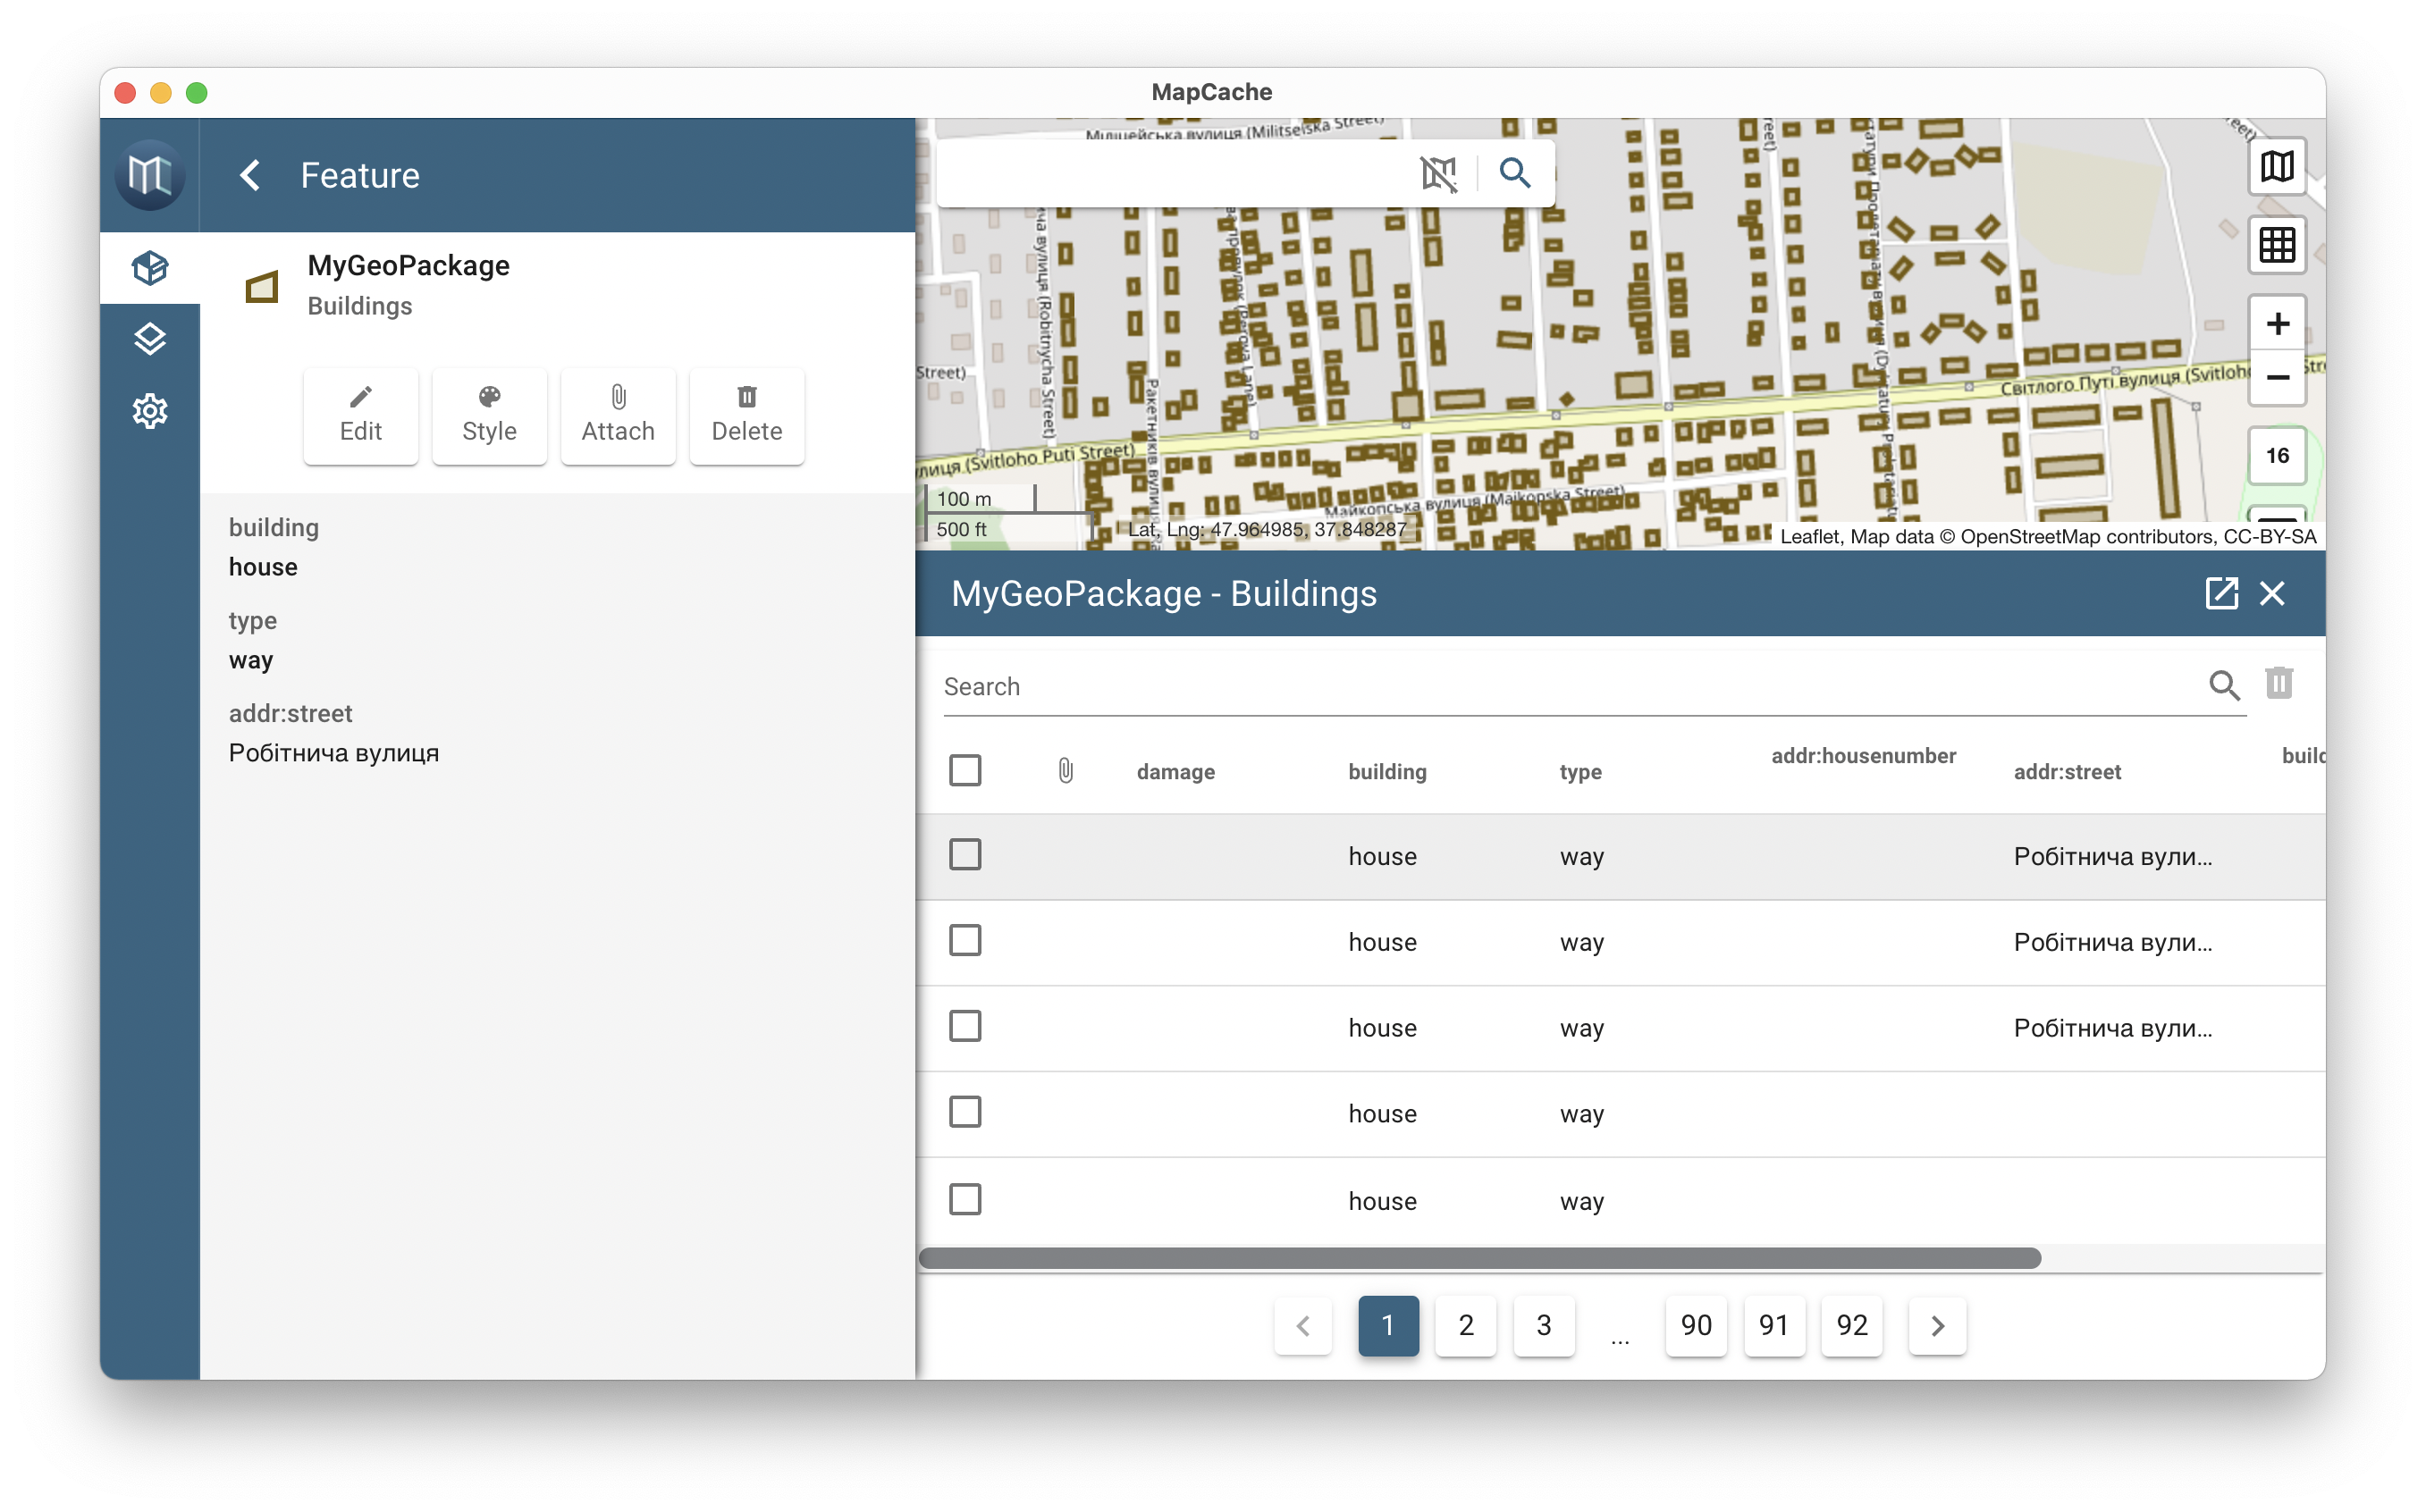 MapCache
Feature
MyGeoPackage
Buildings
Edit
Style
Attach
Delete
building
house
type
way
addr:street
Робітнича вулиця
Міліцейська вулиця (Militseiska Street)
(Robitnycha Street)
Street)
улиця (Svitloho Puti Street)
Світлого Путі вулиця (Svitloho
Майкопська вулиця (Maikopska Street)
Ракетників вулиця
100 m
500 ft
Lat, Lng: 47.964985, 37.848287
16
Leaflet, Map data © OpenStreetMap contributors, CC-BY-SA
MyGeoPackage - Buildings
Search
damage building type addr:housenumber addr:street build
house way Робітнича вули...
house way Робітнича вули...
house way Робітнича вули...
house way
house way
1 2 3 ... 90 91 92